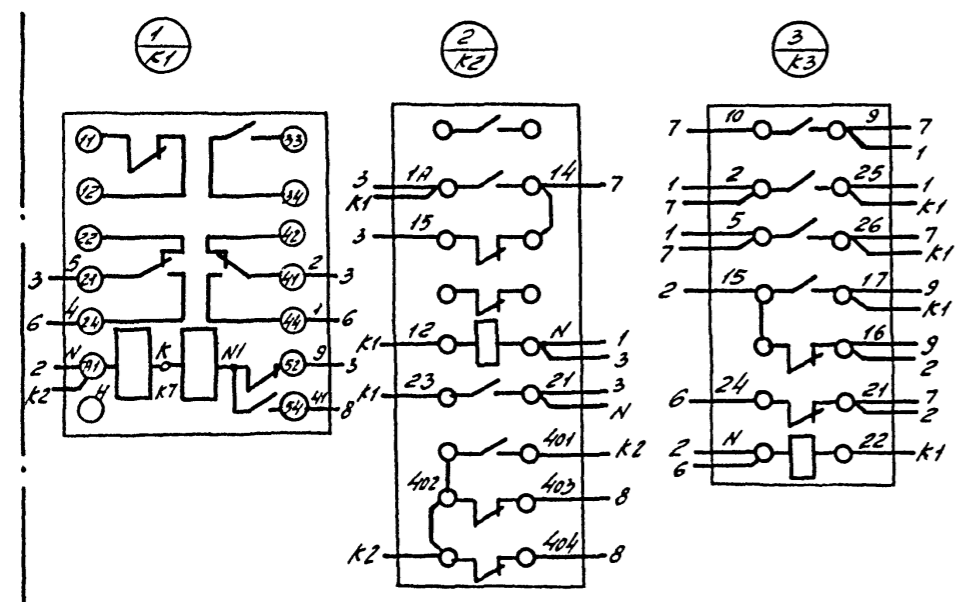 1
K1
2
K2
3
K3
11
33
12
34
22
42
3 5 21
41 2 3
6 4 24
44 1 6
2 N A1 K N1 52 9 3
K2 H K7 54 41 8
3 1A 14 7
K1
3 15
K1 12 N 1
3
K1 23 21 3
N
401 K2
402 403 8
K2 404 8
7 10 9 7
1
1 2 25 1
7 K1
1 5 26 7
7 K1
2 15 17 9
K1
16 9
2
6 24 21 7
2
2 N 22 K1
6